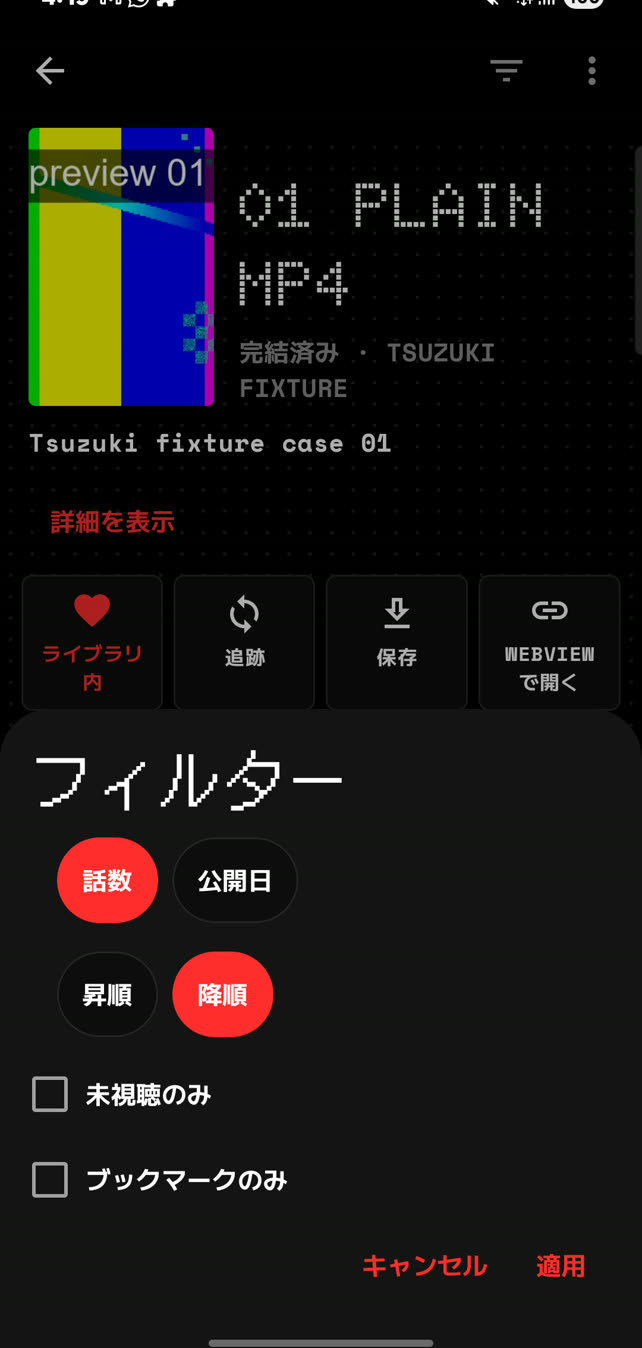 preview 01
01 PLAIN
MP4
完結済み · TSUZUKI
FIXTURE
Tsuzuki fixture case 01
詳細を表示
ライブラリ
内
追跡
保存
WEBVIEW
で開く
フィルター
話数
公開日
昇順
降順
未視聴のみ
ブックマークのみ
キャンセル
適用